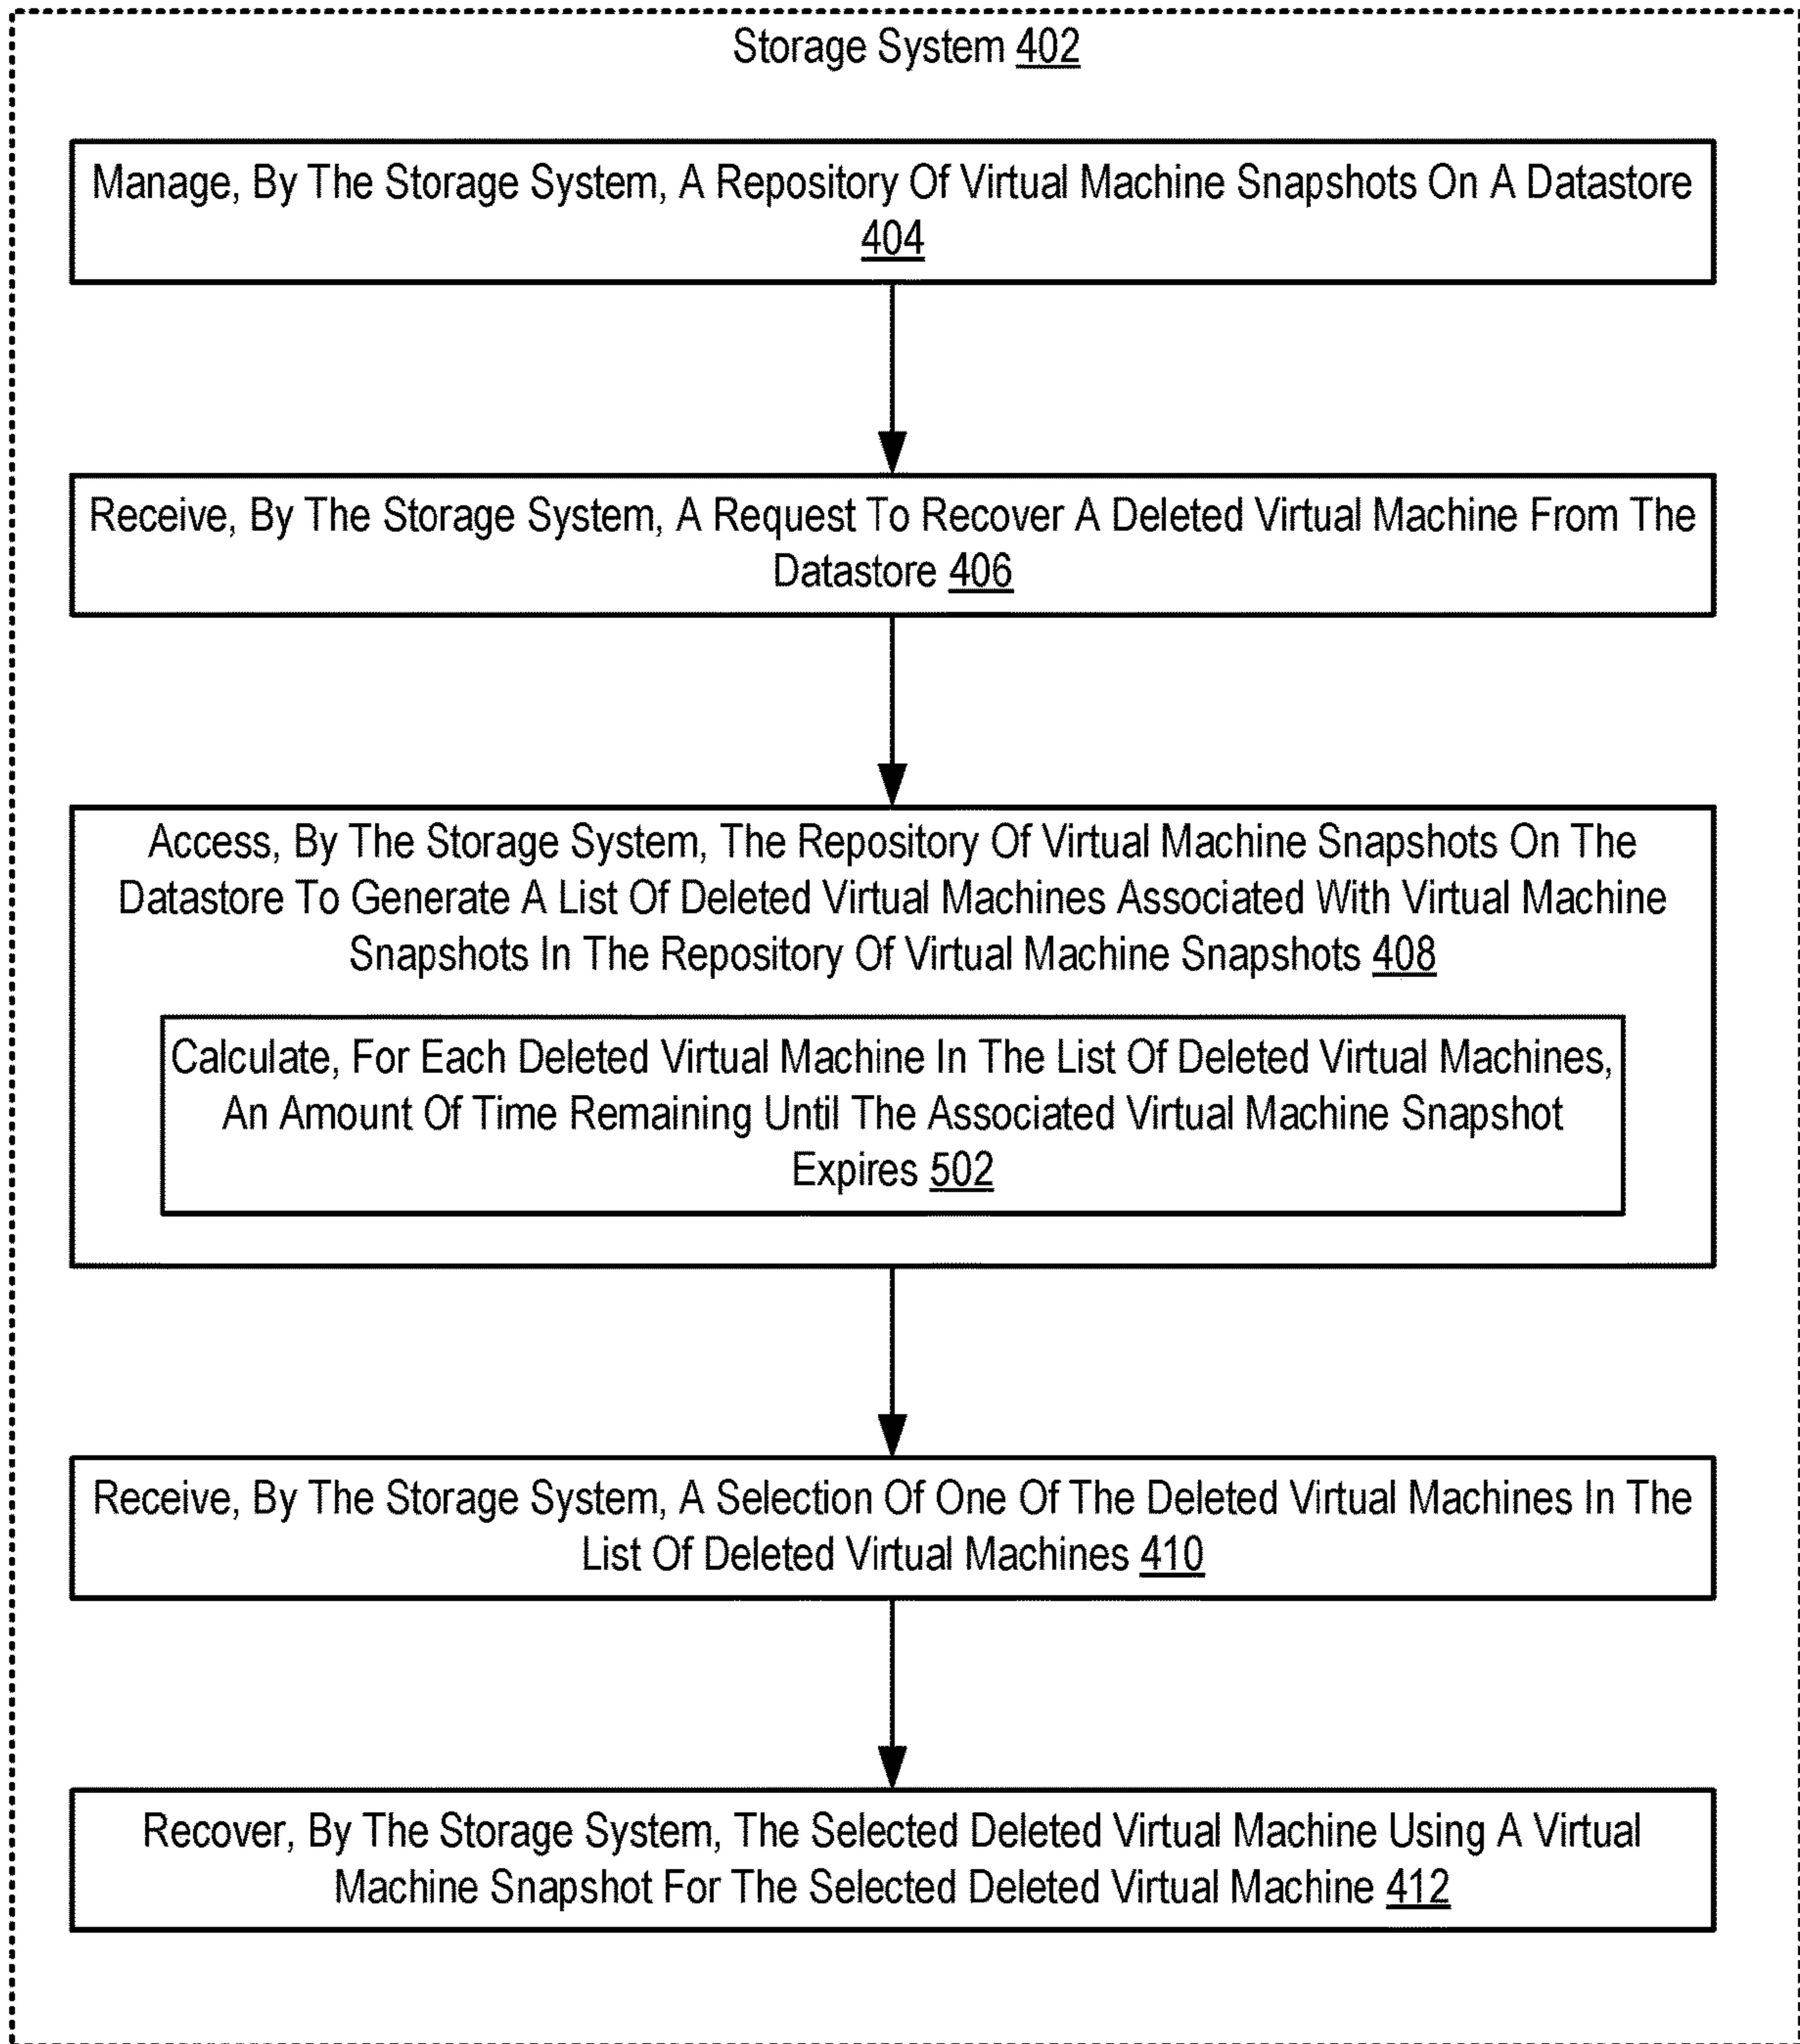 Storage System 402
Manage, By The Storage System, A Repository Of Virtual Machine Snapshots On A Datastore
404
Receive, By The Storage System, A Request To Recover A Deleted Virtual Machine From The
Datastore 406
Access, By The Storage System, The Repository Of Virtual Machine Snapshots On The
Datastore To Generate A List Of Deleted Virtual Machines Associated With Virtual Machine
Snapshots In The Repository Of Virtual Machine Snapshots 408
Calculate, For Each Deleted Virtual Machine In The List Of Deleted Virtual Machines,
An Amount Of Time Remaining Until The Associated Virtual Machine Snapshot
Expires 502
Receive, By The Storage System, A Selection Of One Of The Deleted Virtual Machines In The
List Of Deleted Virtual Machines 410
Recover, By The Storage System, The Selected Deleted Virtual Machine Using A Virtual
Machine Snapshot For The Selected Deleted Virtual Machine 412